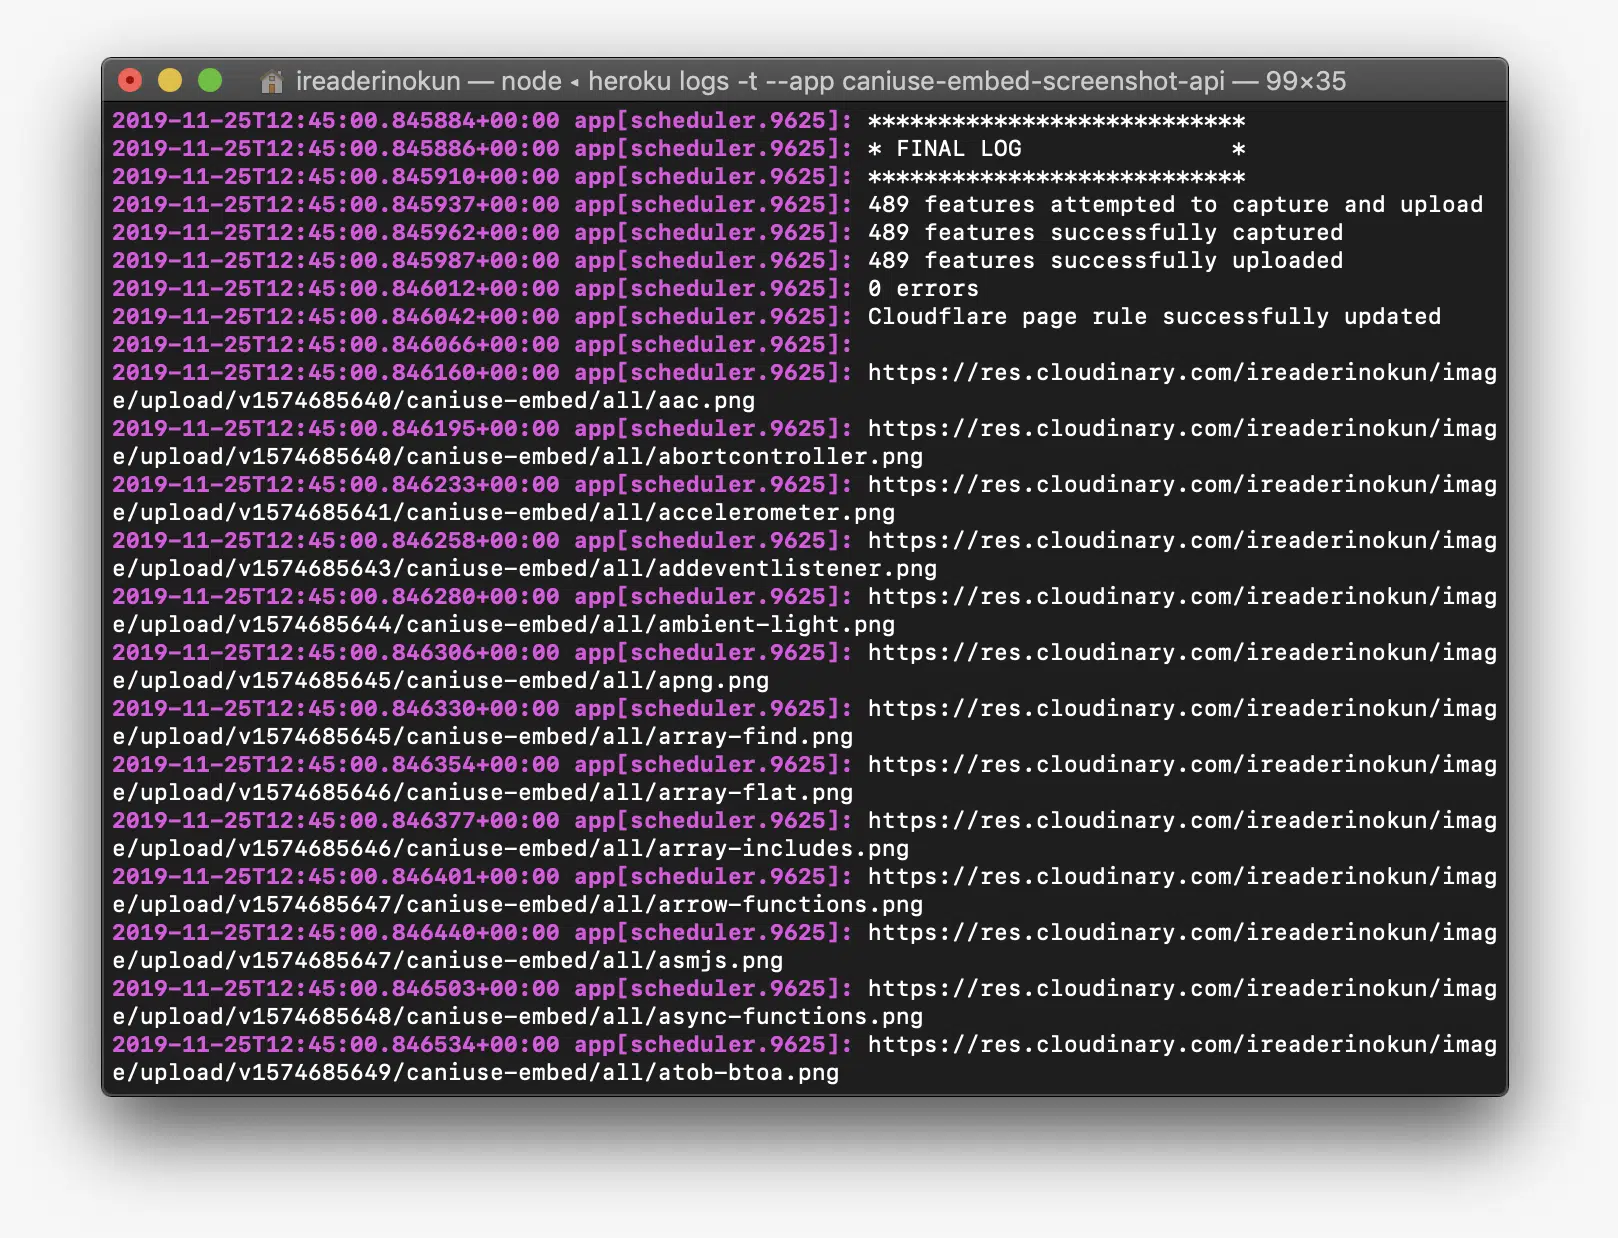 ireaderinokun — node ◂ heroku logs -t --app caniuse-embed-screenshot-api — 99×35
2019-11-25T12:45:00.845884+00:00 app[scheduler.9625]: ***************************
2019-11-25T12:45:00.845886+00:00 app[scheduler.9625]: * FINAL LOG               *
2019-11-25T12:45:00.845910+00:00 app[scheduler.9625]: ***************************
2019-11-25T12:45:00.845937+00:00 app[scheduler.9625]: 489 features attempted to capture and upload
2019-11-25T12:45:00.845962+00:00 app[scheduler.9625]: 489 features successfully captured
2019-11-25T12:45:00.845987+00:00 app[scheduler.9625]: 489 features successfully uploaded
2019-11-25T12:45:00.846012+00:00 app[scheduler.9625]: 0 errors
2019-11-25T12:45:00.846042+00:00 app[scheduler.9625]: Cloudflare page rule successfully updated
2019-11-25T12:45:00.846066+00:00 app[scheduler.9625]:
2019-11-25T12:45:00.846160+00:00 app[scheduler.9625]: https://res.cloudinary.com/ireaderinokun/imag
e/upload/v1574685640/caniuse-embed/all/aac.png
2019-11-25T12:45:00.846195+00:00 app[scheduler.9625]: https://res.cloudinary.com/ireaderinokun/imag
e/upload/v1574685640/caniuse-embed/all/abortcontroller.png
2019-11-25T12:45:00.846233+00:00 app[scheduler.9625]: https://res.cloudinary.com/ireaderinokun/imag
e/upload/v1574685641/caniuse-embed/all/accelerometer.png
2019-11-25T12:45:00.846258+00:00 app[scheduler.9625]: https://res.cloudinary.com/ireaderinokun/imag
e/upload/v1574685643/caniuse-embed/all/addeventlistener.png
2019-11-25T12:45:00.846280+00:00 app[scheduler.9625]: https://res.cloudinary.com/ireaderinokun/imag
e/upload/v1574685644/caniuse-embed/all/ambient-light.png
2019-11-25T12:45:00.846306+00:00 app[scheduler.9625]: https://res.cloudinary.com/ireaderinokun/imag
e/upload/v1574685645/caniuse-embed/all/apng.png
2019-11-25T12:45:00.846330+00:00 app[scheduler.9625]: https://res.cloudinary.com/ireaderinokun/imag
e/upload/v1574685645/caniuse-embed/all/array-find.png
2019-11-25T12:45:00.846354+00:00 app[scheduler.9625]: https://res.cloudinary.com/ireaderinokun/imag
e/upload/v1574685646/caniuse-embed/all/array-flat.png
2019-11-25T12:45:00.846377+00:00 app[scheduler.9625]: https://res.cloudinary.com/ireaderinokun/imag
e/upload/v1574685646/caniuse-embed/all/array-includes.png
2019-11-25T12:45:00.846401+00:00 app[scheduler.9625]: https://res.cloudinary.com/ireaderinokun/imag
e/upload/v1574685647/caniuse-embed/all/arrow-functions.png
2019-11-25T12:45:00.846440+00:00 app[scheduler.9625]: https://res.cloudinary.com/ireaderinokun/imag
e/upload/v1574685647/caniuse-embed/all/asmjs.png
2019-11-25T12:45:00.846503+00:00 app[scheduler.9625]: https://res.cloudinary.com/ireaderinokun/imag
e/upload/v1574685648/caniuse-embed/all/async-functions.png
2019-11-25T12:45:00.846534+00:00 app[scheduler.9625]: https://res.cloudinary.com/ireaderinokun/imag
e/upload/v1574685649/caniuse-embed/all/atob-btoa.png